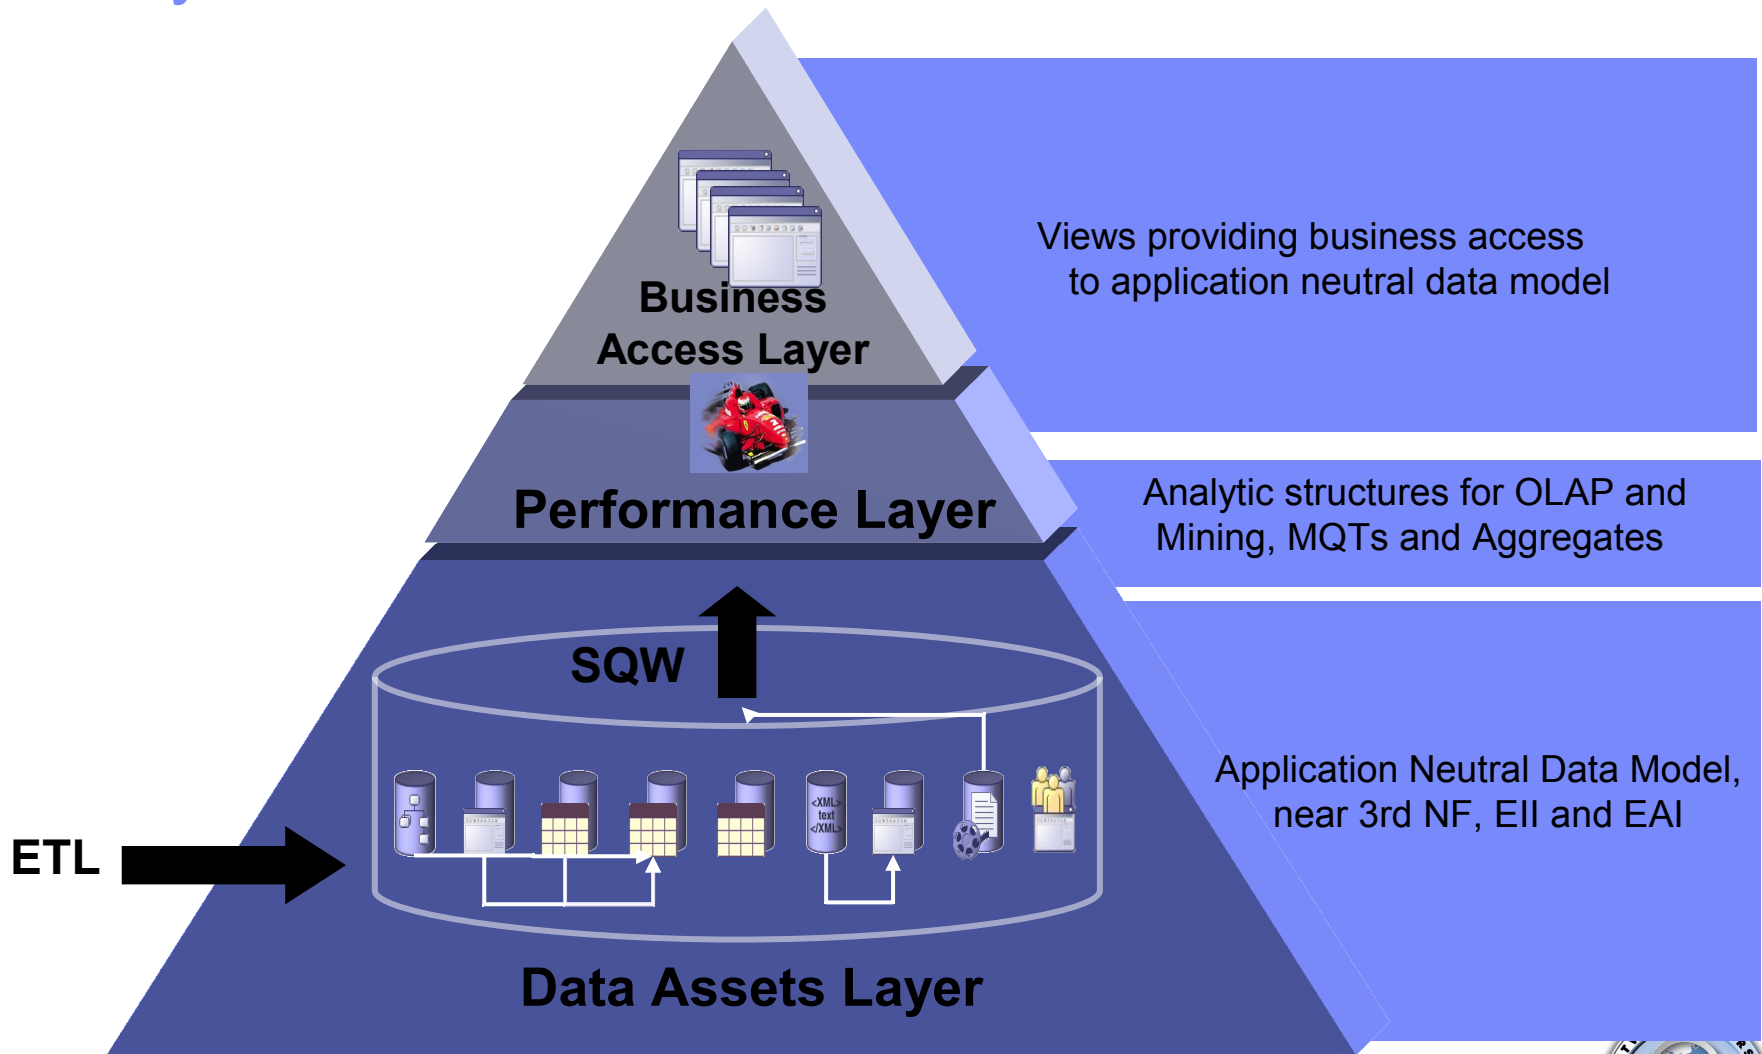 Views providing business access
to application neutral data model
Business
Access Layer
Performance Layer
Analytic structures for OLAP and
Mining, MQTs and Aggregates
SQW
<XML>
text
</XML>
Application Neutral Data Model,
near 3rd NF, EII and EAI
ETL
Data Assets Layer